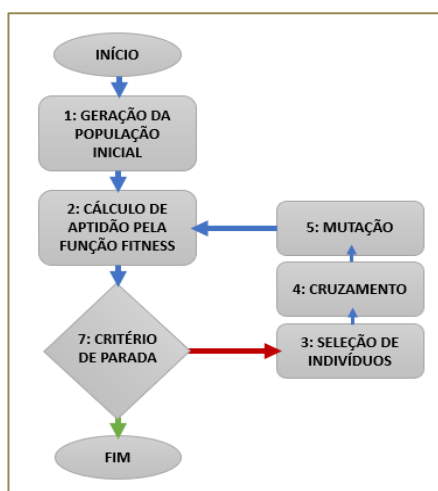 INÍCIO
1: GERAÇÃO DA
POPULAÇÃO
INICIAL
2: CÁLCULO DE
APTIDÃO PELA
FUNÇÃO FITNESS
5: MUTAÇÃO
4: CRUZAMENTO
7: CRITÉRIO
DE PARADA
3: SELEÇÃO DE
INDIVÍDUOS
FIM